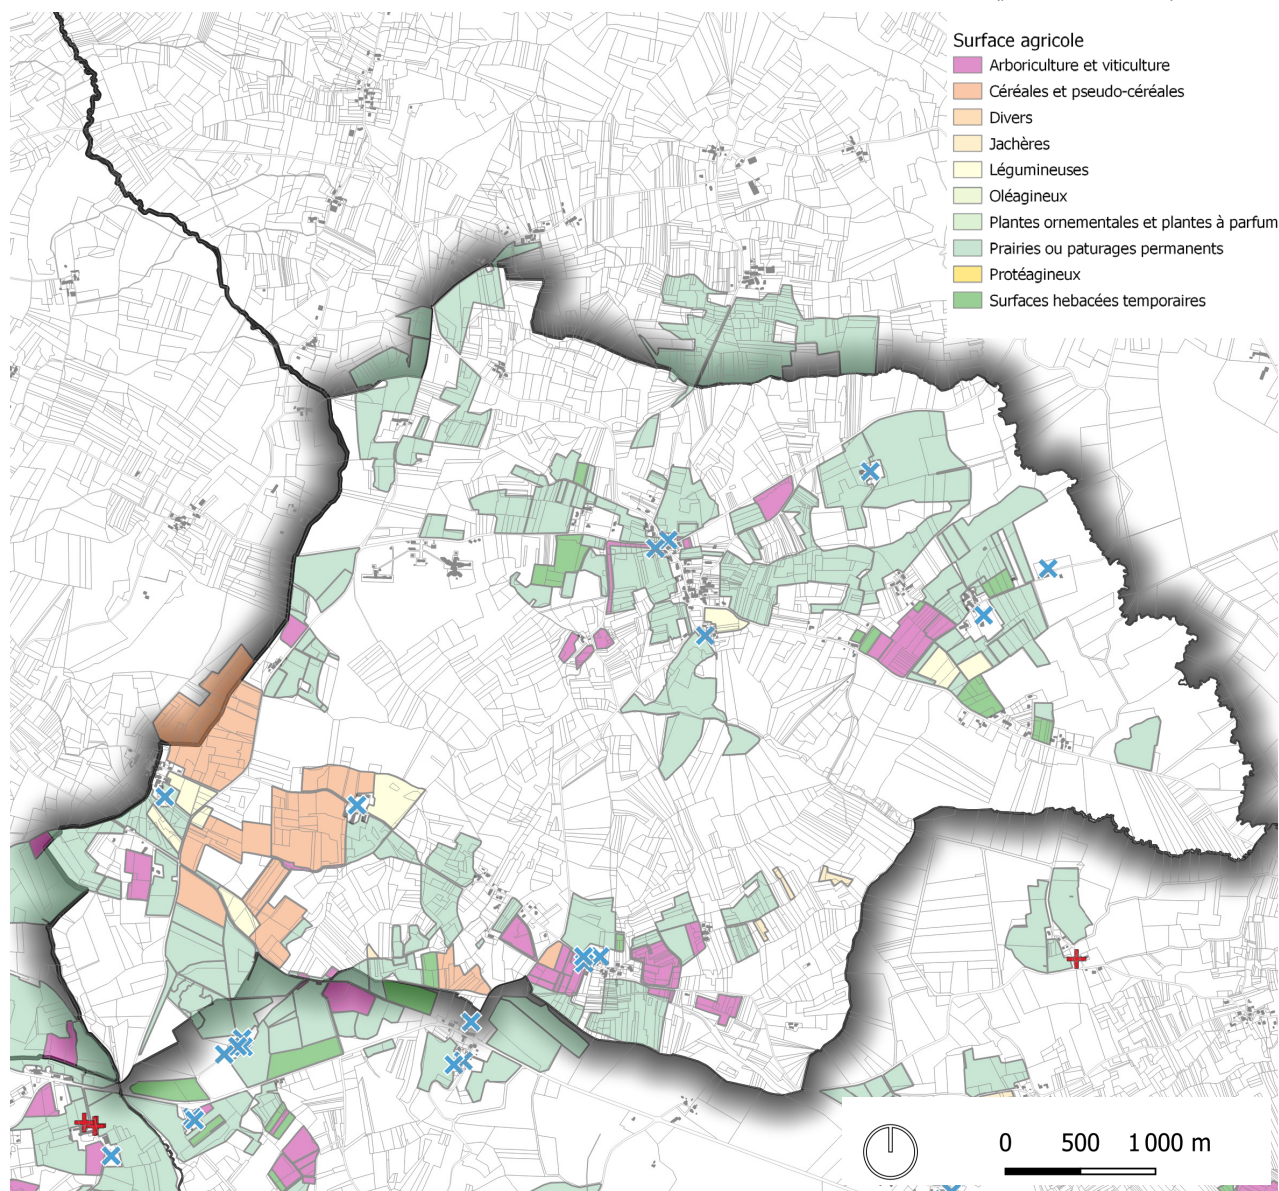 Surface agricole
Arboriculture et viticulture
Céréales et pseudo-céréales
Divers
Jachères
Légumineuses
Oléagineux
Plantes ornementales et plantes à parfum
Prairies ou paturages permanents
Protéagineux
Surfaces hebacées temporaires
0 500 1 000 m